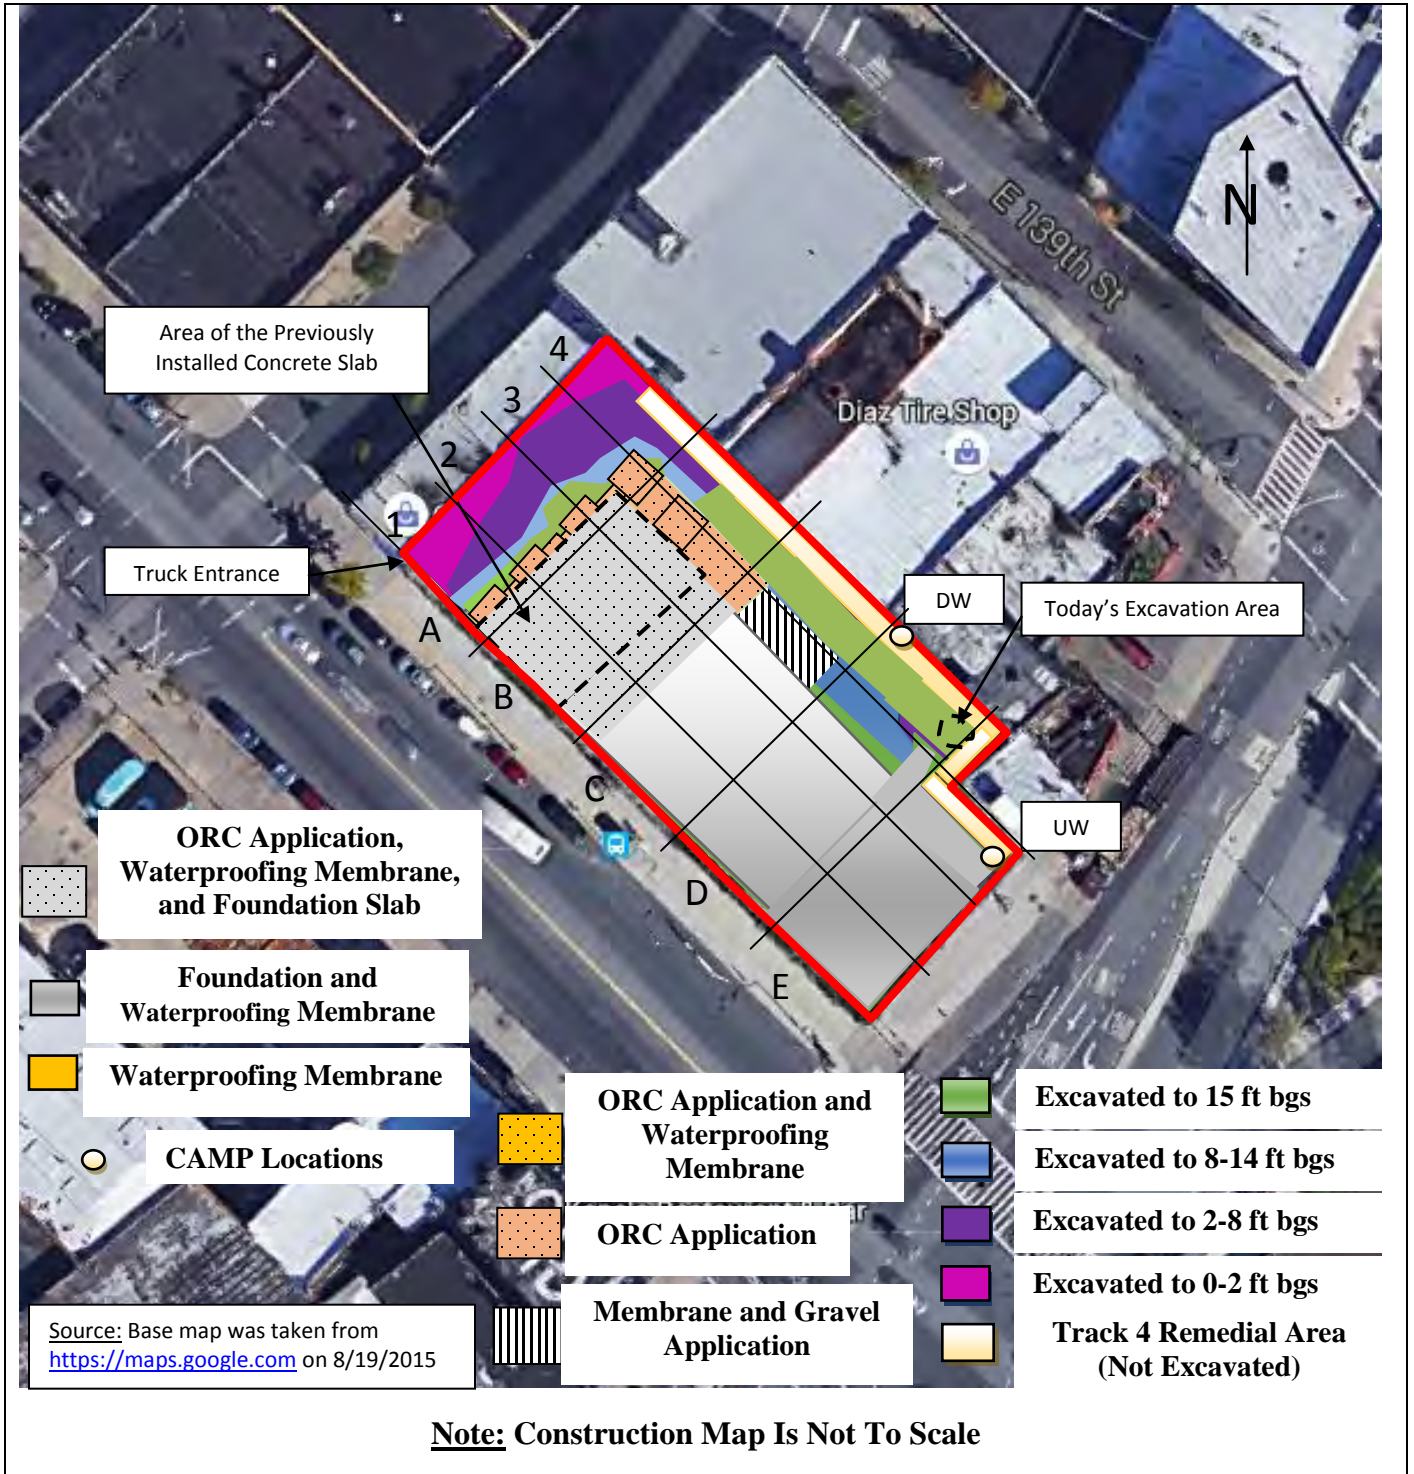 E 139th St
N
Area of the Previously
Installed Concrete Slab
4
3
Diaz Tire Shop
2
1
Truck Entrance
DW
Today's Excavation Area
A
B
UW
C
D
E
ORC Application,
Waterproofing Membrane,
and Foundation Slab
Foundation and
Waterproofing Membrane
Waterproofing Membrane
CAMP Locations
ORC Application and
Waterproofing
Membrane
ORC Application
Membrane and Gravel
Application
Excavated to 15 ft bgs
Excavated to 8-14 ft bgs
Excavated to 2-8 ft bgs
Excavated to 0-2 ft bgs
Track 4 Remedial Area
(Not Excavated)
Source: Base map was taken from
https://maps.google.com on 8/19/2015
Note: Construction Map Is Not To Scale